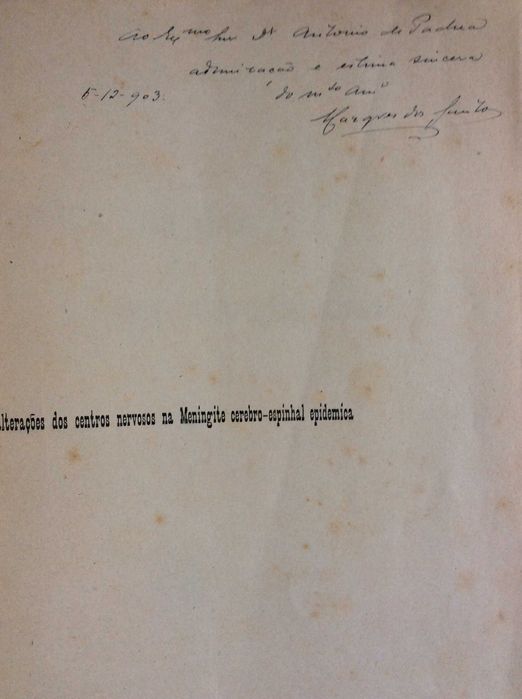 Ao Ex.mo Snr Dr Antonio de Padua
admiração e estima sincera
5-12-903. do m.to am.o
Marques dos Santos
lterações dos centros nervosos na Meningite cerebro-espinhal epidemica